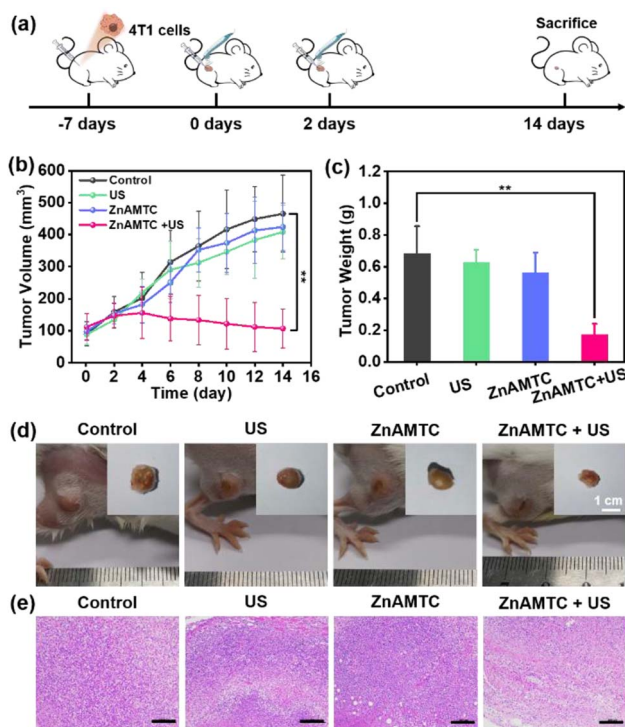 (a)
4T1 cells
Sacrifice
-7 days
0 days
2 days
14 days
(b)
600
500
400
300
200
100
0
Tumor Volume (mm³)
Control
US
ZnAMTC
ZnAMTC +US
**
0 2 4 6 8 10 12 14 16
Time (day)
(c)
1.2
1.0
0.8
0.6
0.4
0.2
0.0
Tumor Weight (g)
**
Control
US
ZnAMTC
ZnAMTC+US
(d)
Control
US
ZnAMTC
ZnAMTC + US
1 cm
(e)
Control
US
ZnAMTC
ZnAMTC + US